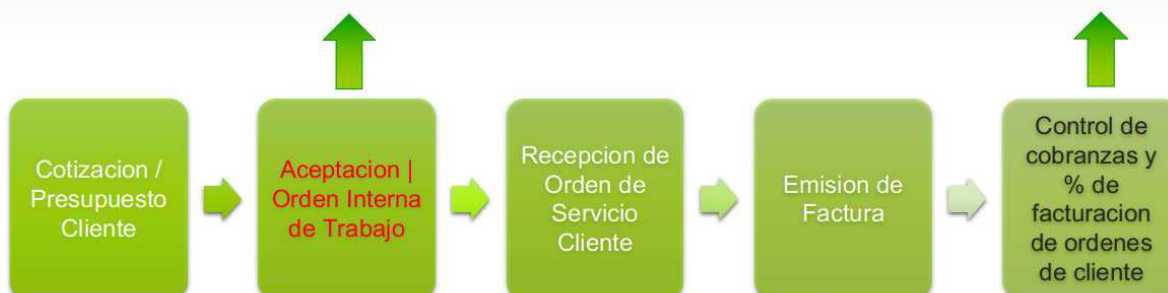 Cotizacion /
Presupuesto
Cliente
Aceptacion |
Orden Interna
de Trabajo
Recepcion de
Orden de
Servicio
Cliente
Emision de
Factura
Control de
cobranzas y
% de
facturacion
de ordenes
de cliente